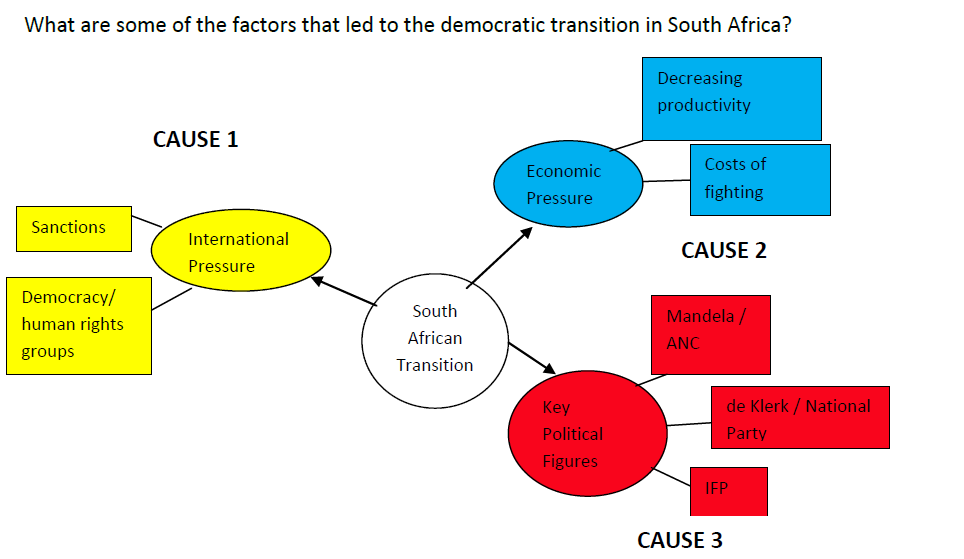 What are some of the factors that led to the democratic transition in South Africa?
CAUSE 1
Sanctions
International
Pressure
Democracy/
human rights
groups
South
African
Transition
Economic
Pressure
Decreasing
productivity
Costs of
fighting
CAUSE 2
Key
Political
Figures
Mandela /
ANC
de Klerk / National
Party
IFP
CAUSE 3